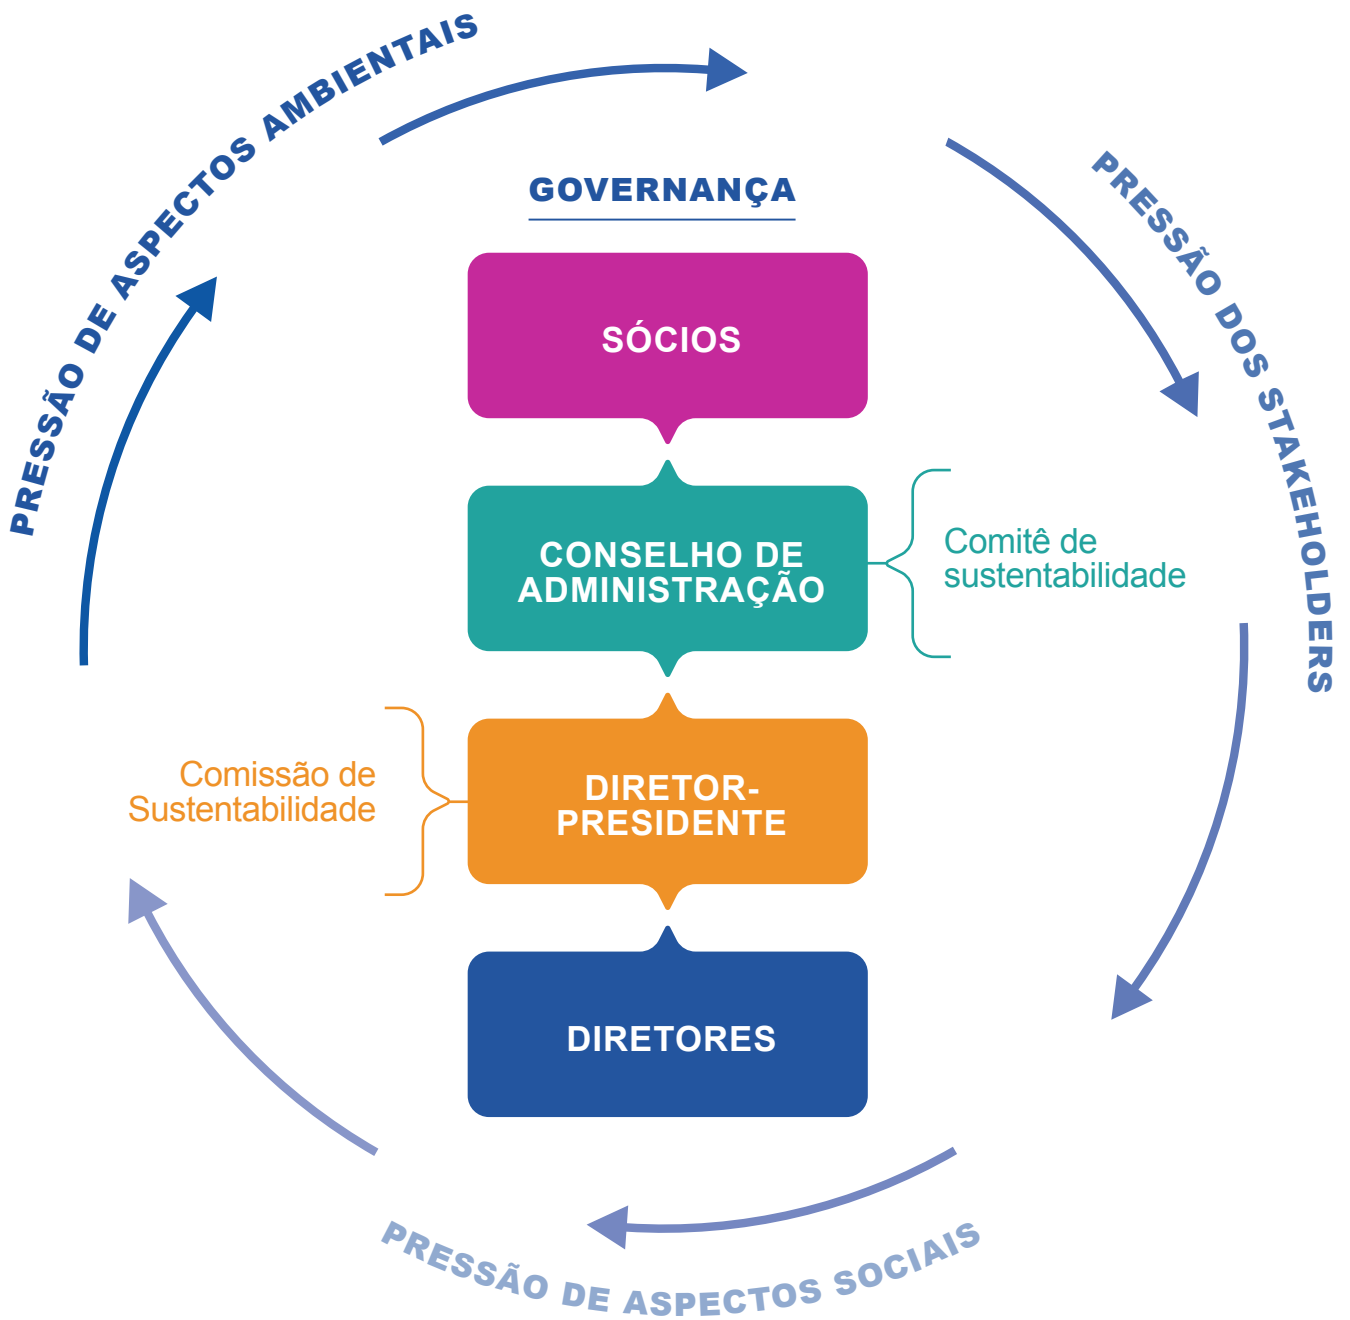 PRESSÃO DE ASPECTOS AMBIENTAIS
PRESSÃO DOS STAKEHOLDERS
GOVERNANÇA
SÓCIOS
CONSELHO DE
ADMINISTRAÇÃO
Comitê de
sustentabilidade
Comissão de
Sustentabilidade
DIRETOR-
PRESIDENTE
DIRETORES
PRESSÃO DE ASPECTOS SOCIAIS